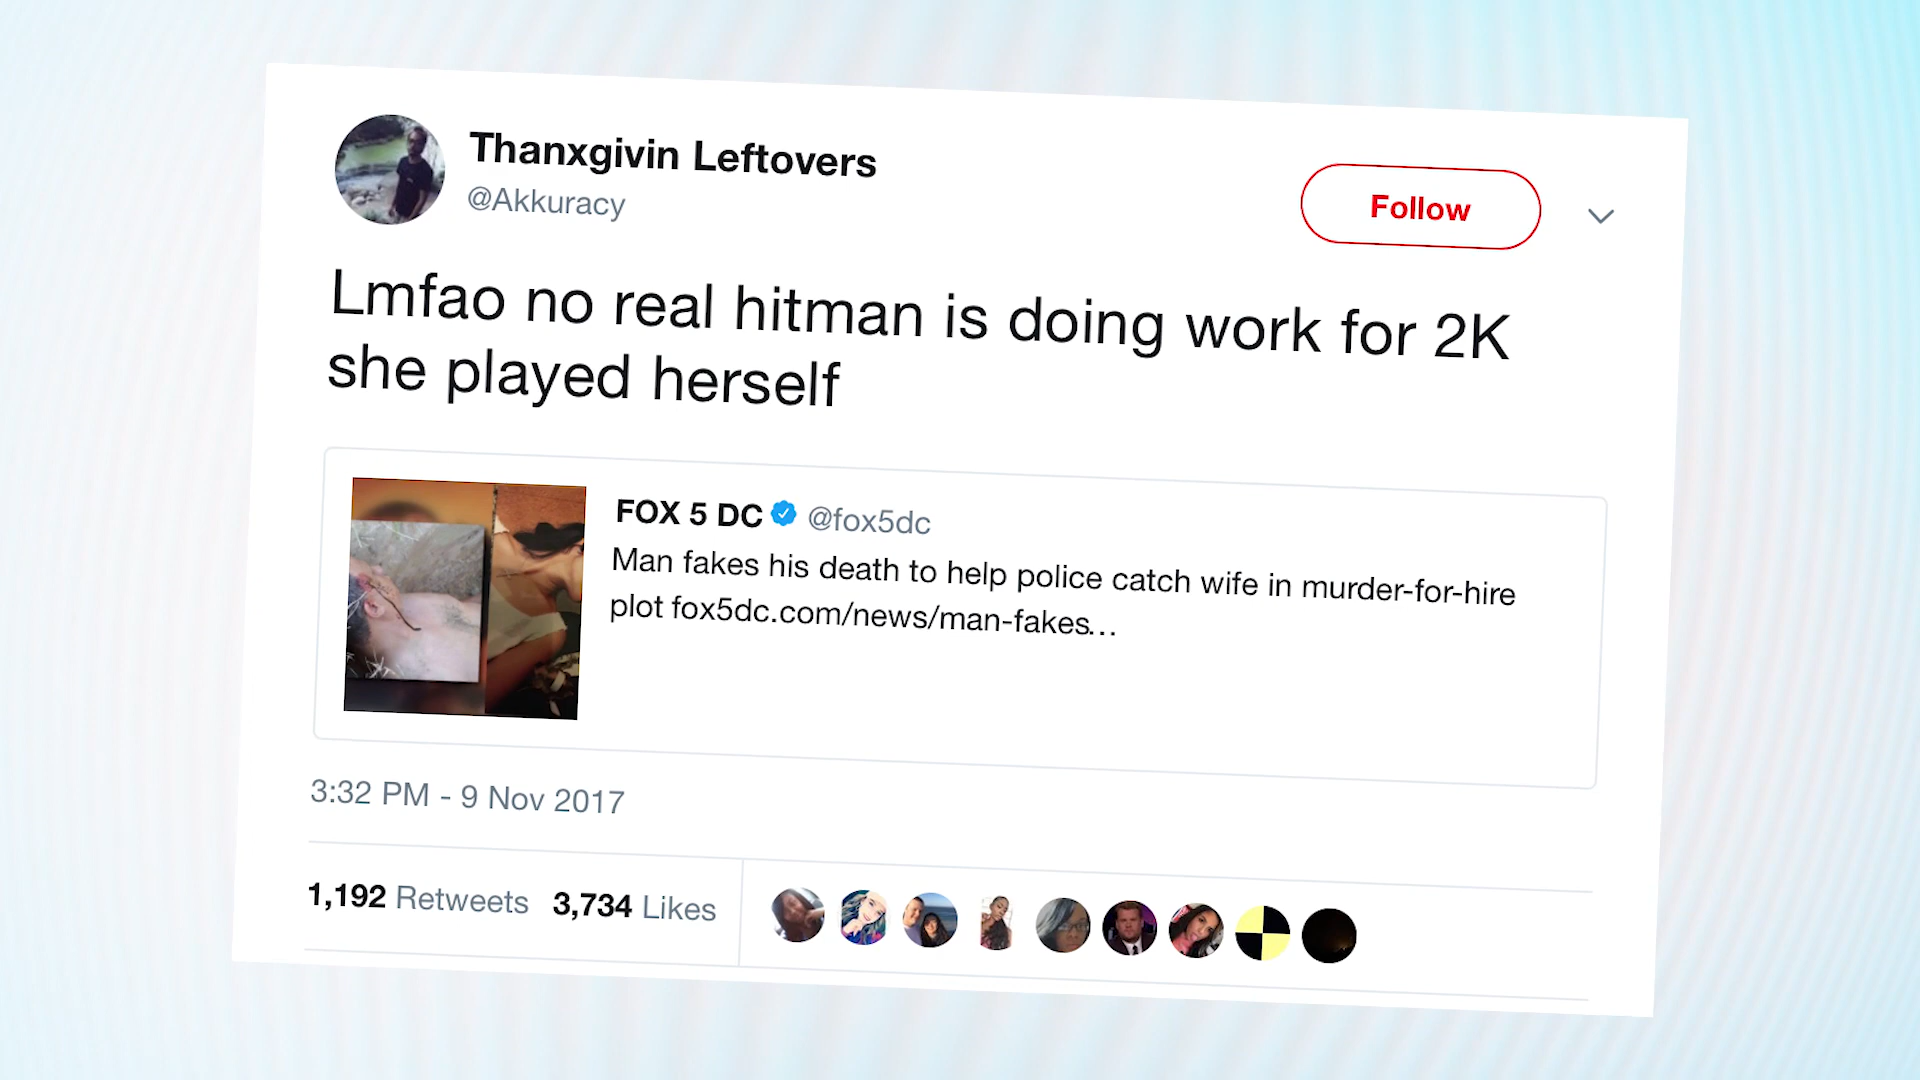 Thanxgivin Leftovers
@Akkuracy
Follow
Lmfao no real hitman is doing work for 2K
she played herself
FOX 5 DC @fox5dc
Man fakes his death to help police catch wife in murder-for-hire
plot fox5dc.com/news/man-fakes…
3:32 PM - 9 Nov 2017
1,192 Retweets 3,734 Likes